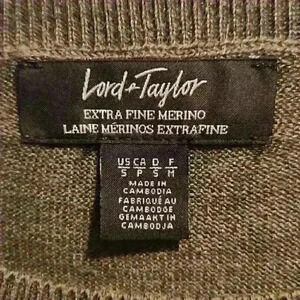 Lord & Taylor
EXTRA FINE MERINO
LAINE MÉRINOS EXTRAFINE
US CA D F
S P S M
MADE IN
CAMBODIA
FABRIQUÉ AU
CAMBODGE
GEMAAKT IN
CAMBODJA